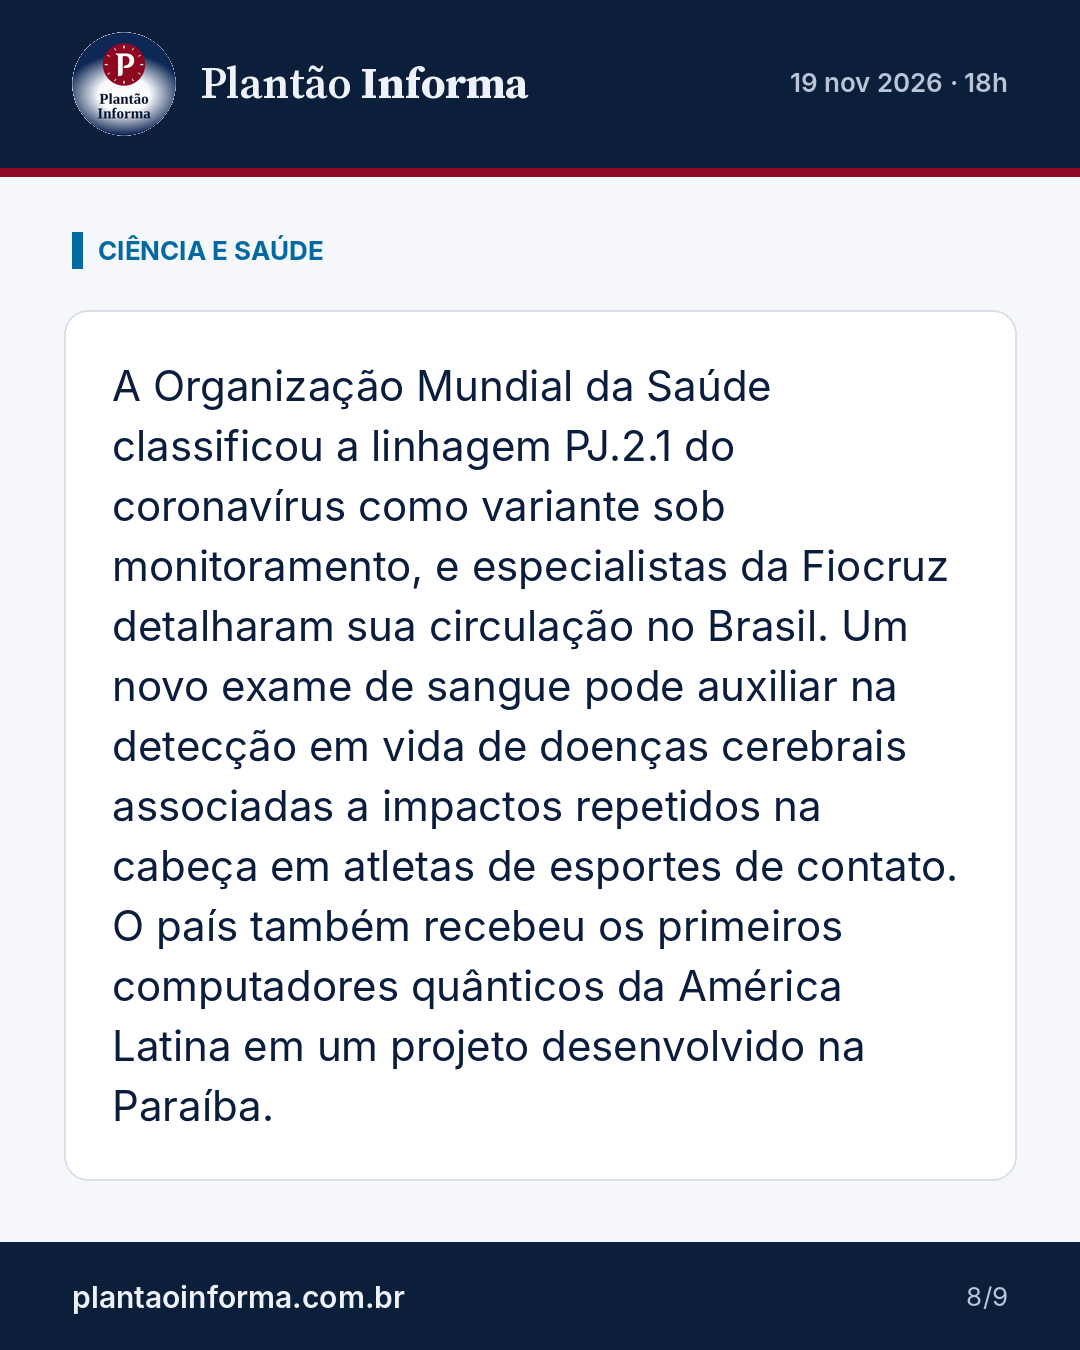 P
Plantão
Informa
Plantão Informa
19 nov 2026 · 18h
CIÊNCIA E SAÚDE
A Organização Mundial da Saúde
classificou a linhagem PJ.2.1 do
coronavírus como variante sob
monitoramento, e especialistas da Fiocruz
detalharam sua circulação no Brasil. Um
novo exame de sangue pode auxiliar na
detecção em vida de doenças cerebrais
associadas a impactos repetidos na
cabeça em atletas de esportes de contato.
O país também recebeu os primeiros
computadores quânticos da América
Latina em um projeto desenvolvido na
Paraíba.
plantaoinforma.com.br
8/9